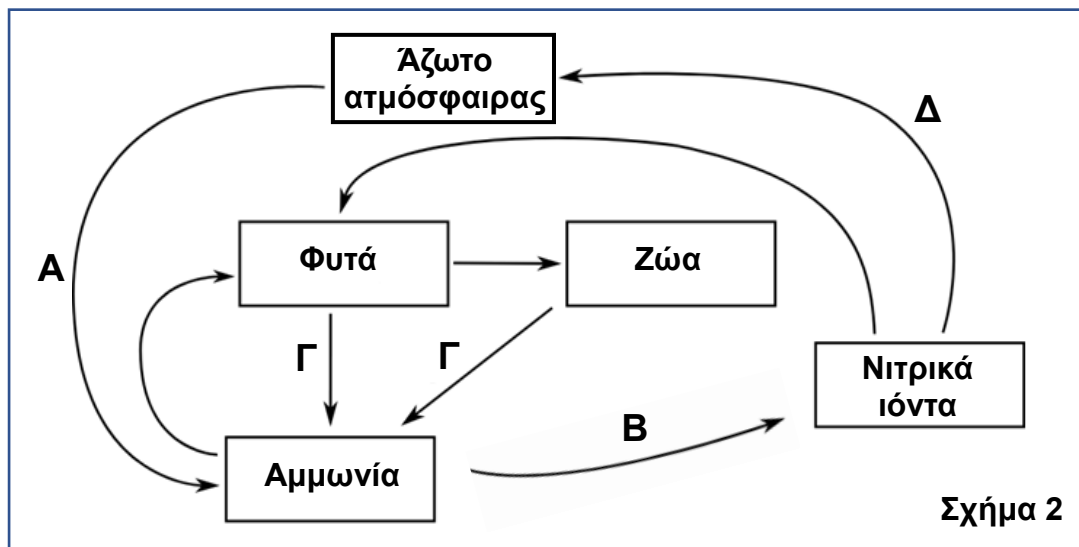 Άζωτο
ατμόσφαιρας
Δ
Α
Φυτά
Ζώα
Γ
Γ
Νιτρικά
ιόντα
Β
Αμμωνία
Σχήμα 2